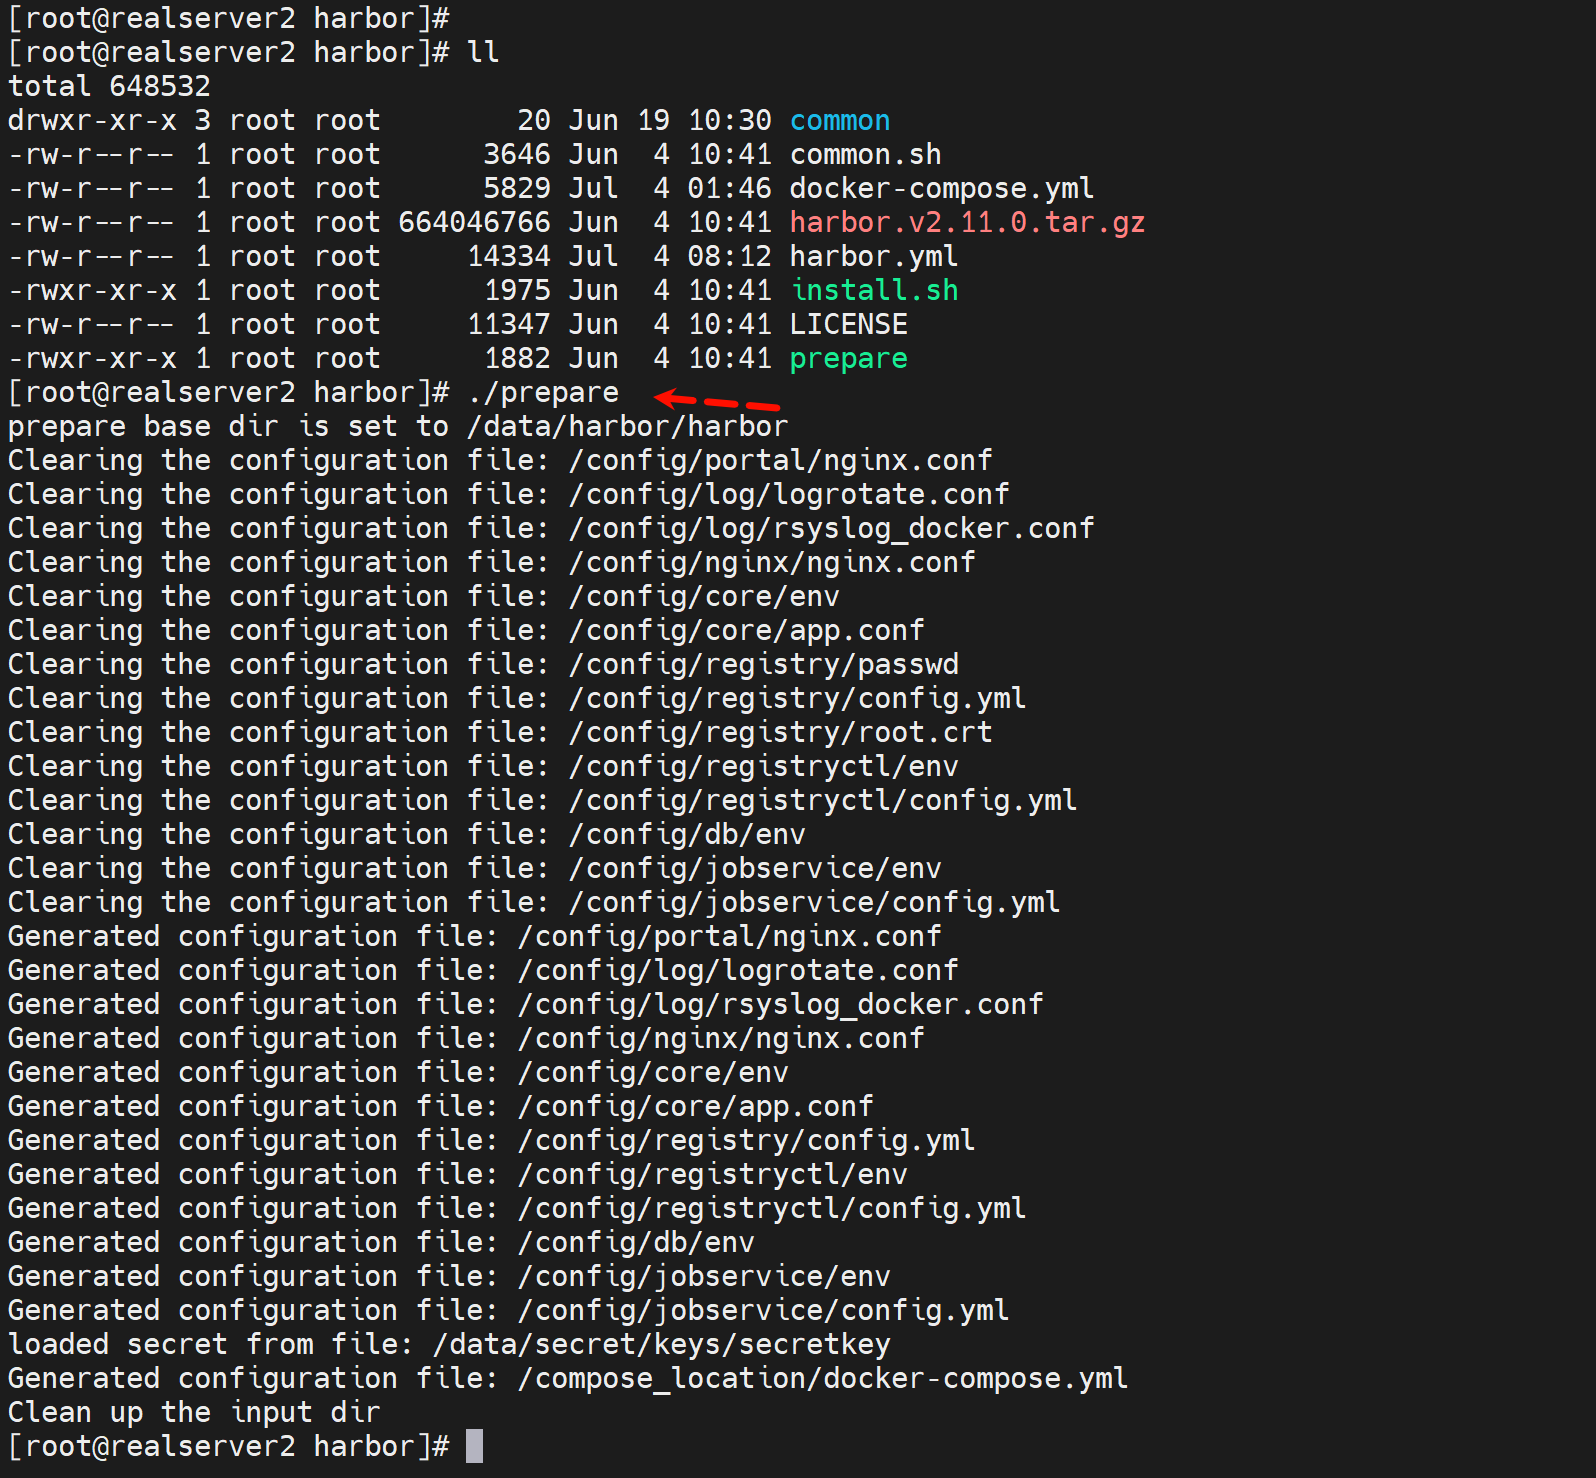 [root@realserver2 harbor]#
[root@realserver2 harbor]# ll
total 648532
drwxr-xr-x 3 root root        20 Jun 19 10:30 common
-rw-r--r-- 1 root root      3646 Jun  4 10:41 common.sh
-rw-r--r-- 1 root root      5829 Jul  4 01:46 docker-compose.yml
-rw-r--r-- 1 root root 664046766 Jun  4 10:41 harbor.v2.11.0.tar.gz
-rw-r--r-- 1 root root     14334 Jul  4 08:12 harbor.yml
-rwxr-xr-x 1 root root      1975 Jun  4 10:41 install.sh
-rw-r--r-- 1 root root     11347 Jun  4 10:41 LICENSE
-rwxr-xr-x 1 root root      1882 Jun  4 10:41 prepare
[root@realserver2 harbor]# ./prepare
prepare base dir is set to /data/harbor/harbor
Clearing the configuration file: /config/portal/nginx.conf
Clearing the configuration file: /config/log/logrotate.conf
Clearing the configuration file: /config/log/rsyslog_docker.conf
Clearing the configuration file: /config/nginx/nginx.conf
Clearing the configuration file: /config/core/env
Clearing the configuration file: /config/core/app.conf
Clearing the configuration file: /config/registry/passwd
Clearing the configuration file: /config/registry/config.yml
Clearing the configuration file: /config/registry/root.crt
Clearing the configuration file: /config/registryctl/env
Clearing the configuration file: /config/registryctl/config.yml
Clearing the configuration file: /config/db/env
Clearing the configuration file: /config/jobservice/env
Clearing the configuration file: /config/jobservice/config.yml
Generated configuration file: /config/portal/nginx.conf
Generated configuration file: /config/log/logrotate.conf
Generated configuration file: /config/log/rsyslog_docker.conf
Generated configuration file: /config/nginx/nginx.conf
Generated configuration file: /config/core/env
Generated configuration file: /config/core/app.conf
Generated configuration file: /config/registry/config.yml
Generated configuration file: /config/registryctl/env
Generated configuration file: /config/registryctl/config.yml
Generated configuration file: /config/db/env
Generated configuration file: /config/jobservice/env
Generated configuration file: /config/jobservice/config.yml
loaded secret from file: /data/secret/keys/secretkey
Generated configuration file: /compose_location/docker-compose.yml
Clean up the input dir
[root@realserver2 harbor]#